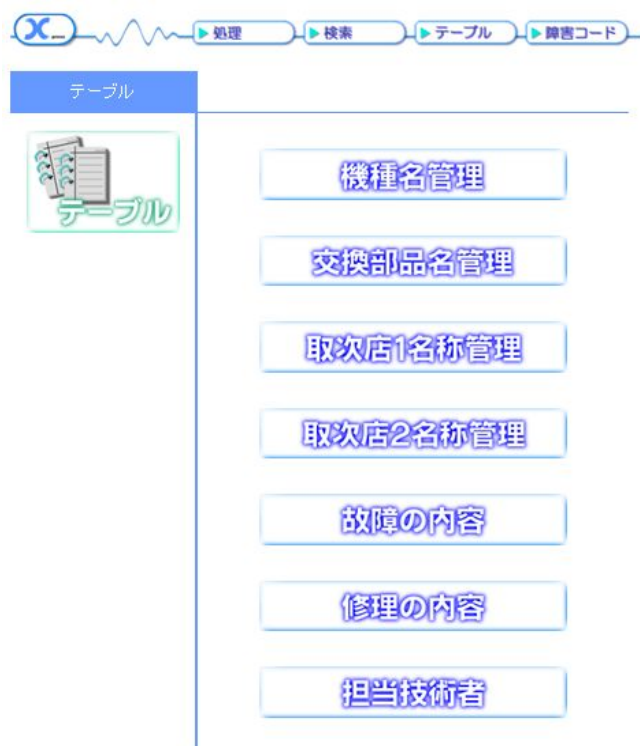 X
処理
検索
テーブル
障害コード
テーブル
テーブル
機種名管理
交換部品名管理
取次店1名称管理
取次店2名称管理
故障の内容
修理の内容
担当技術者